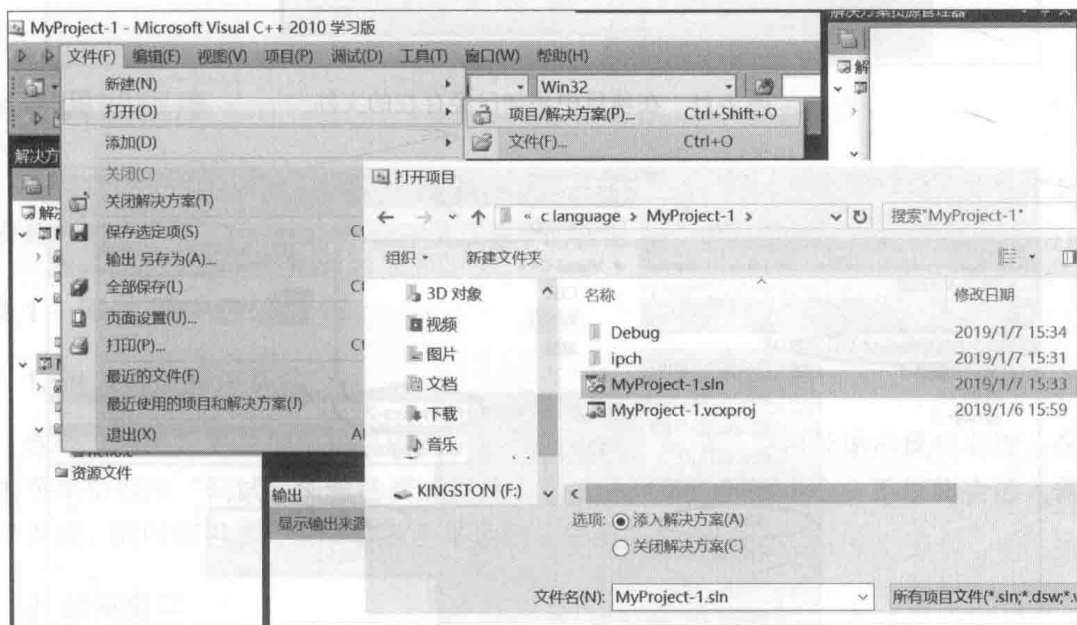 MyProject-1 - Microsoft Visual C++ 2010 学习版
文件(F) 编辑(E) 视图(V) 项目(P) 调试(D) 工具(T) 窗口(W) 帮助(H)
新建(N)
打开(O)
添加(D)
关闭(C)
关闭解决方案(T)
保存选定项(S)
输出 另存为(A)...
全部保存(L)
页面设置(U)...
打印(P)...
最近的文件(F)
最近使用的项目和解决方案(J)
退出(X)
资源文件
Win32
项目/解决方案(P)... Ctrl+Shift+O
文件(F)... Ctrl+O
打开项目
« c language › MyProject-1 ›
搜索"MyProject-1"
组织 新建文件夹
3D 对象
视频
图片
文档
下载
音乐
KINGSTON (F:)
名称 修改日期
Debug 2019/1/7 15:34
ipch 2019/1/7 15:31
MyProject-1.sln 2019/1/7 15:33
MyProject-1.vcxproj 2019/1/6 15:59
输出
显示输出来源
选项: 添入解决方案(A)
关闭解决方案(C)
文件名(N): MyProject-1.sln
所有项目文件(*.sln;*.dsw;*.v